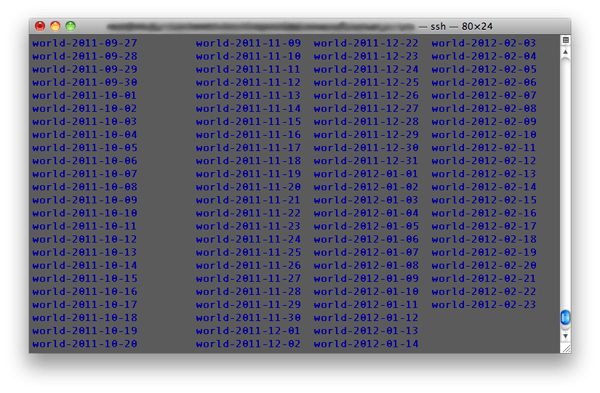 — ssh — 80×24
world-2011-09-27 world-2011-11-09 world-2011-12-22 world-2012-02-03
world-2011-09-28 world-2011-11-10 world-2011-12-23 world-2012-02-04
world-2011-09-29 world-2011-11-11 world-2011-12-24 world-2012-02-05
world-2011-09-30 world-2011-11-12 world-2011-12-25 world-2012-02-06
world-2011-10-01 world-2011-11-13 world-2011-12-26 world-2012-02-07
world-2011-10-02 world-2011-11-14 world-2011-12-27 world-2012-02-08
world-2011-10-03 world-2011-11-15 world-2011-12-28 world-2012-02-09
world-2011-10-04 world-2011-11-16 world-2011-12-29 world-2012-02-10
world-2011-10-05 world-2011-11-17 world-2011-12-30 world-2012-02-11
world-2011-10-06 world-2011-11-18 world-2011-12-31 world-2012-02-12
world-2011-10-07 world-2011-11-19 world-2012-01-01 world-2012-02-13
world-2011-10-08 world-2011-11-20 world-2012-01-02 world-2012-02-14
world-2011-10-09 world-2011-11-21 world-2012-01-03 world-2012-02-15
world-2011-10-10 world-2011-11-22 world-2012-01-04 world-2012-02-16
world-2011-10-11 world-2011-11-23 world-2012-01-05 world-2012-02-17
world-2011-10-12 world-2011-11-24 world-2012-01-06 world-2012-02-18
world-2011-10-13 world-2011-11-25 world-2012-01-07 world-2012-02-19
world-2011-10-14 world-2011-11-26 world-2012-01-08 world-2012-02-20
world-2011-10-15 world-2011-11-27 world-2012-01-09 world-2012-02-21
world-2011-10-16 world-2011-11-28 world-2012-01-10 world-2012-02-22
world-2011-10-17 world-2011-11-29 world-2012-01-11 world-2012-02-23
world-2011-10-18 world-2011-11-30 world-2012-01-12
world-2011-10-19 world-2011-12-01 world-2012-01-13
world-2011-10-20 world-2011-12-02 world-2012-01-14